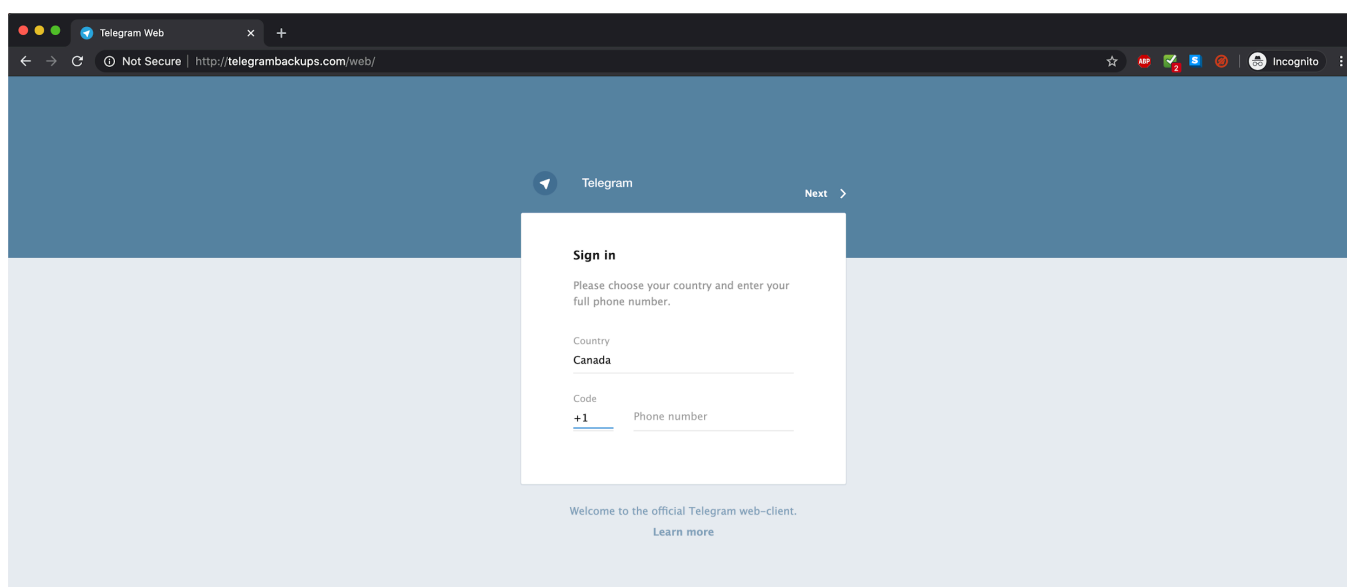 Telegram Web
Not Secure | http://telegrambackups.com/web/
ABP
2
S
Incognito
Telegram
Next
Sign in
Please choose your country and enter your
full phone number.
Country
Canada
Code
+1 Phone number
Welcome to the official Telegram web-client.
Learn more